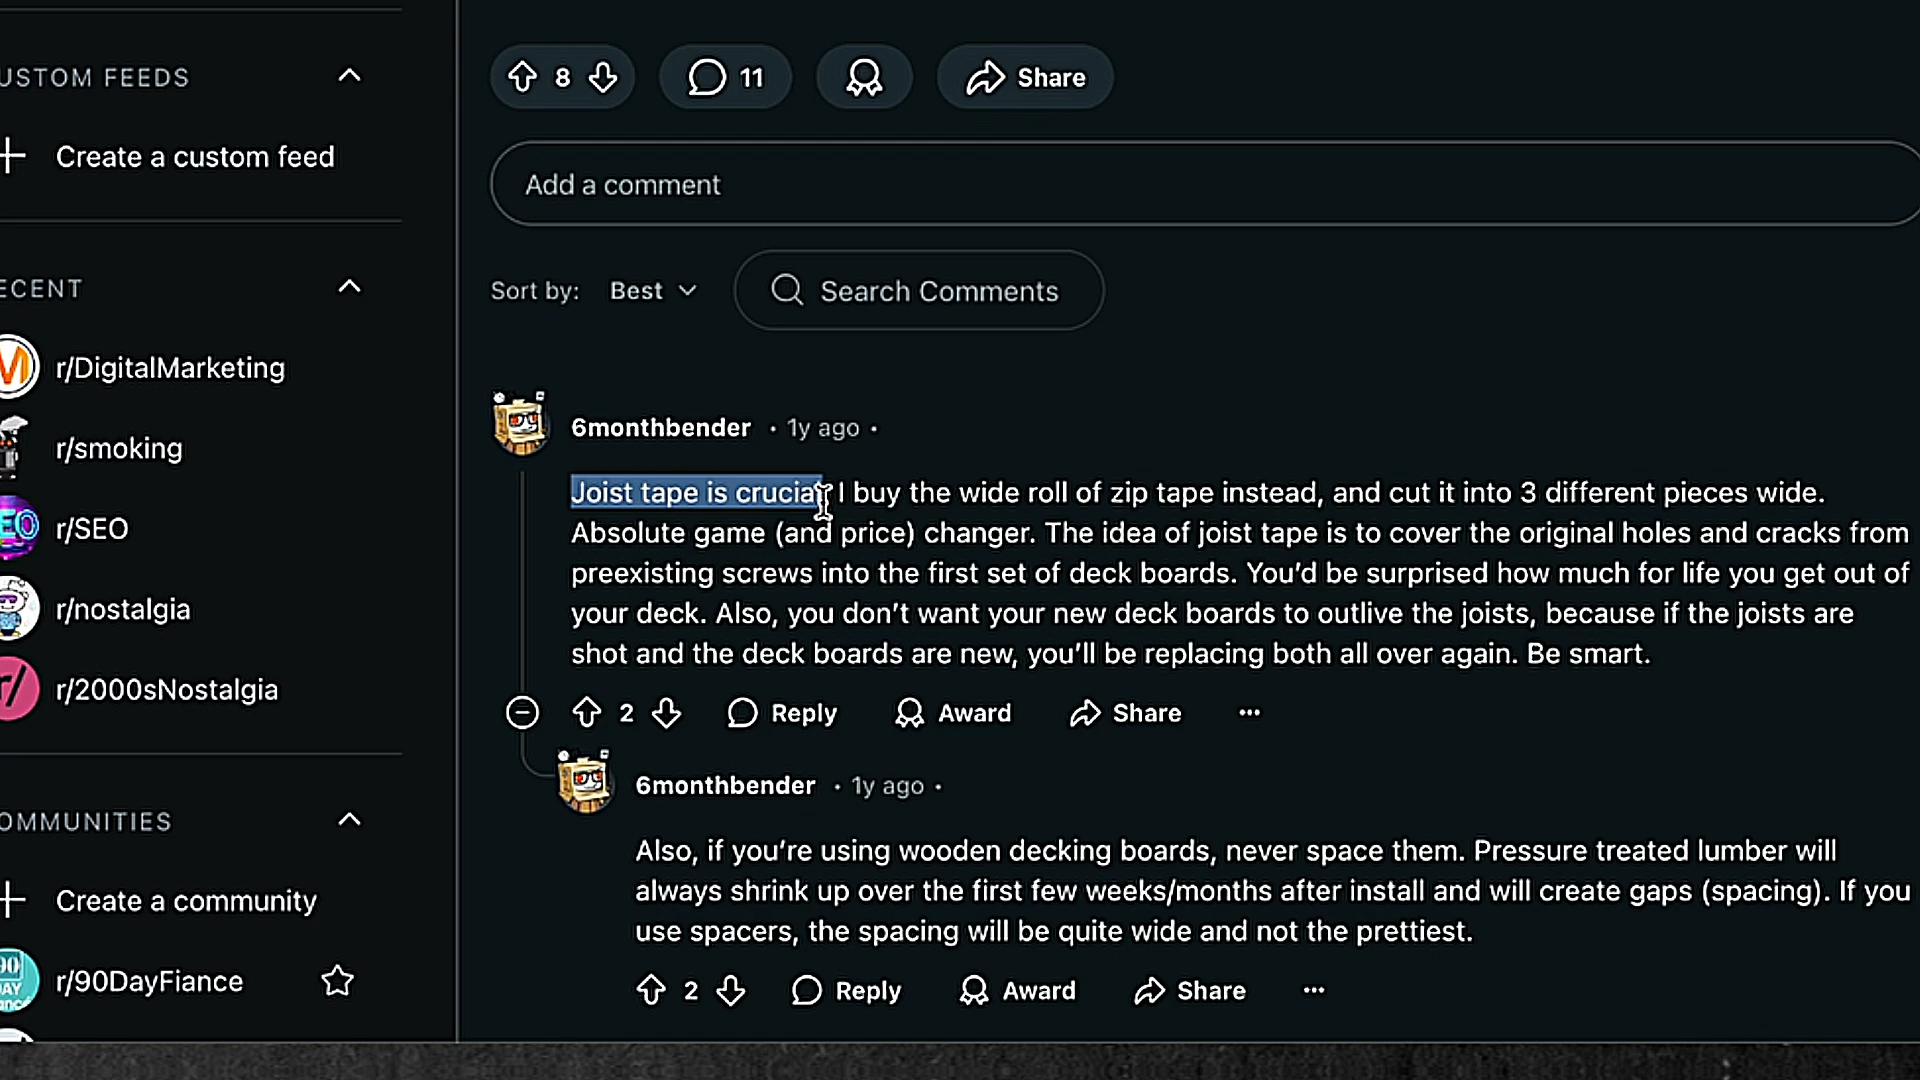 USTOM FEEDS
Create a custom feed
ECENT
r/DigitalMarketing
r/smoking
r/SEO
r/nostalgia
r/2000sNostalgia
OMMUNITIES
Create a community
r/90DayFiance
8
11
Share
Add a comment
Sort by: Best
Search Comments
6monthbender • 1y ago •
Joist tape is crucial. I buy the wide roll of zip tape instead, and cut it into 3 different pieces wide.
Absolute game (and price) changer. The idea of joist tape is to cover the original holes and cracks from
preexisting screws into the first set of deck boards. You’d be surprised how much for life you get out of
your deck. Also, you don’t want your new deck boards to outlive the joists, because if the joists are
shot and the deck boards are new, you’ll be replacing both all over again. Be smart.
2 Reply Award Share
6monthbender • 1y ago •
Also, if you’re using wooden decking boards, never space them. Pressure treated lumber will
always shrink up over the first few weeks/months after install and will create gaps (spacing). If you
use spacers, the spacing will be quite wide and not the prettiest.
2 Reply Award Share